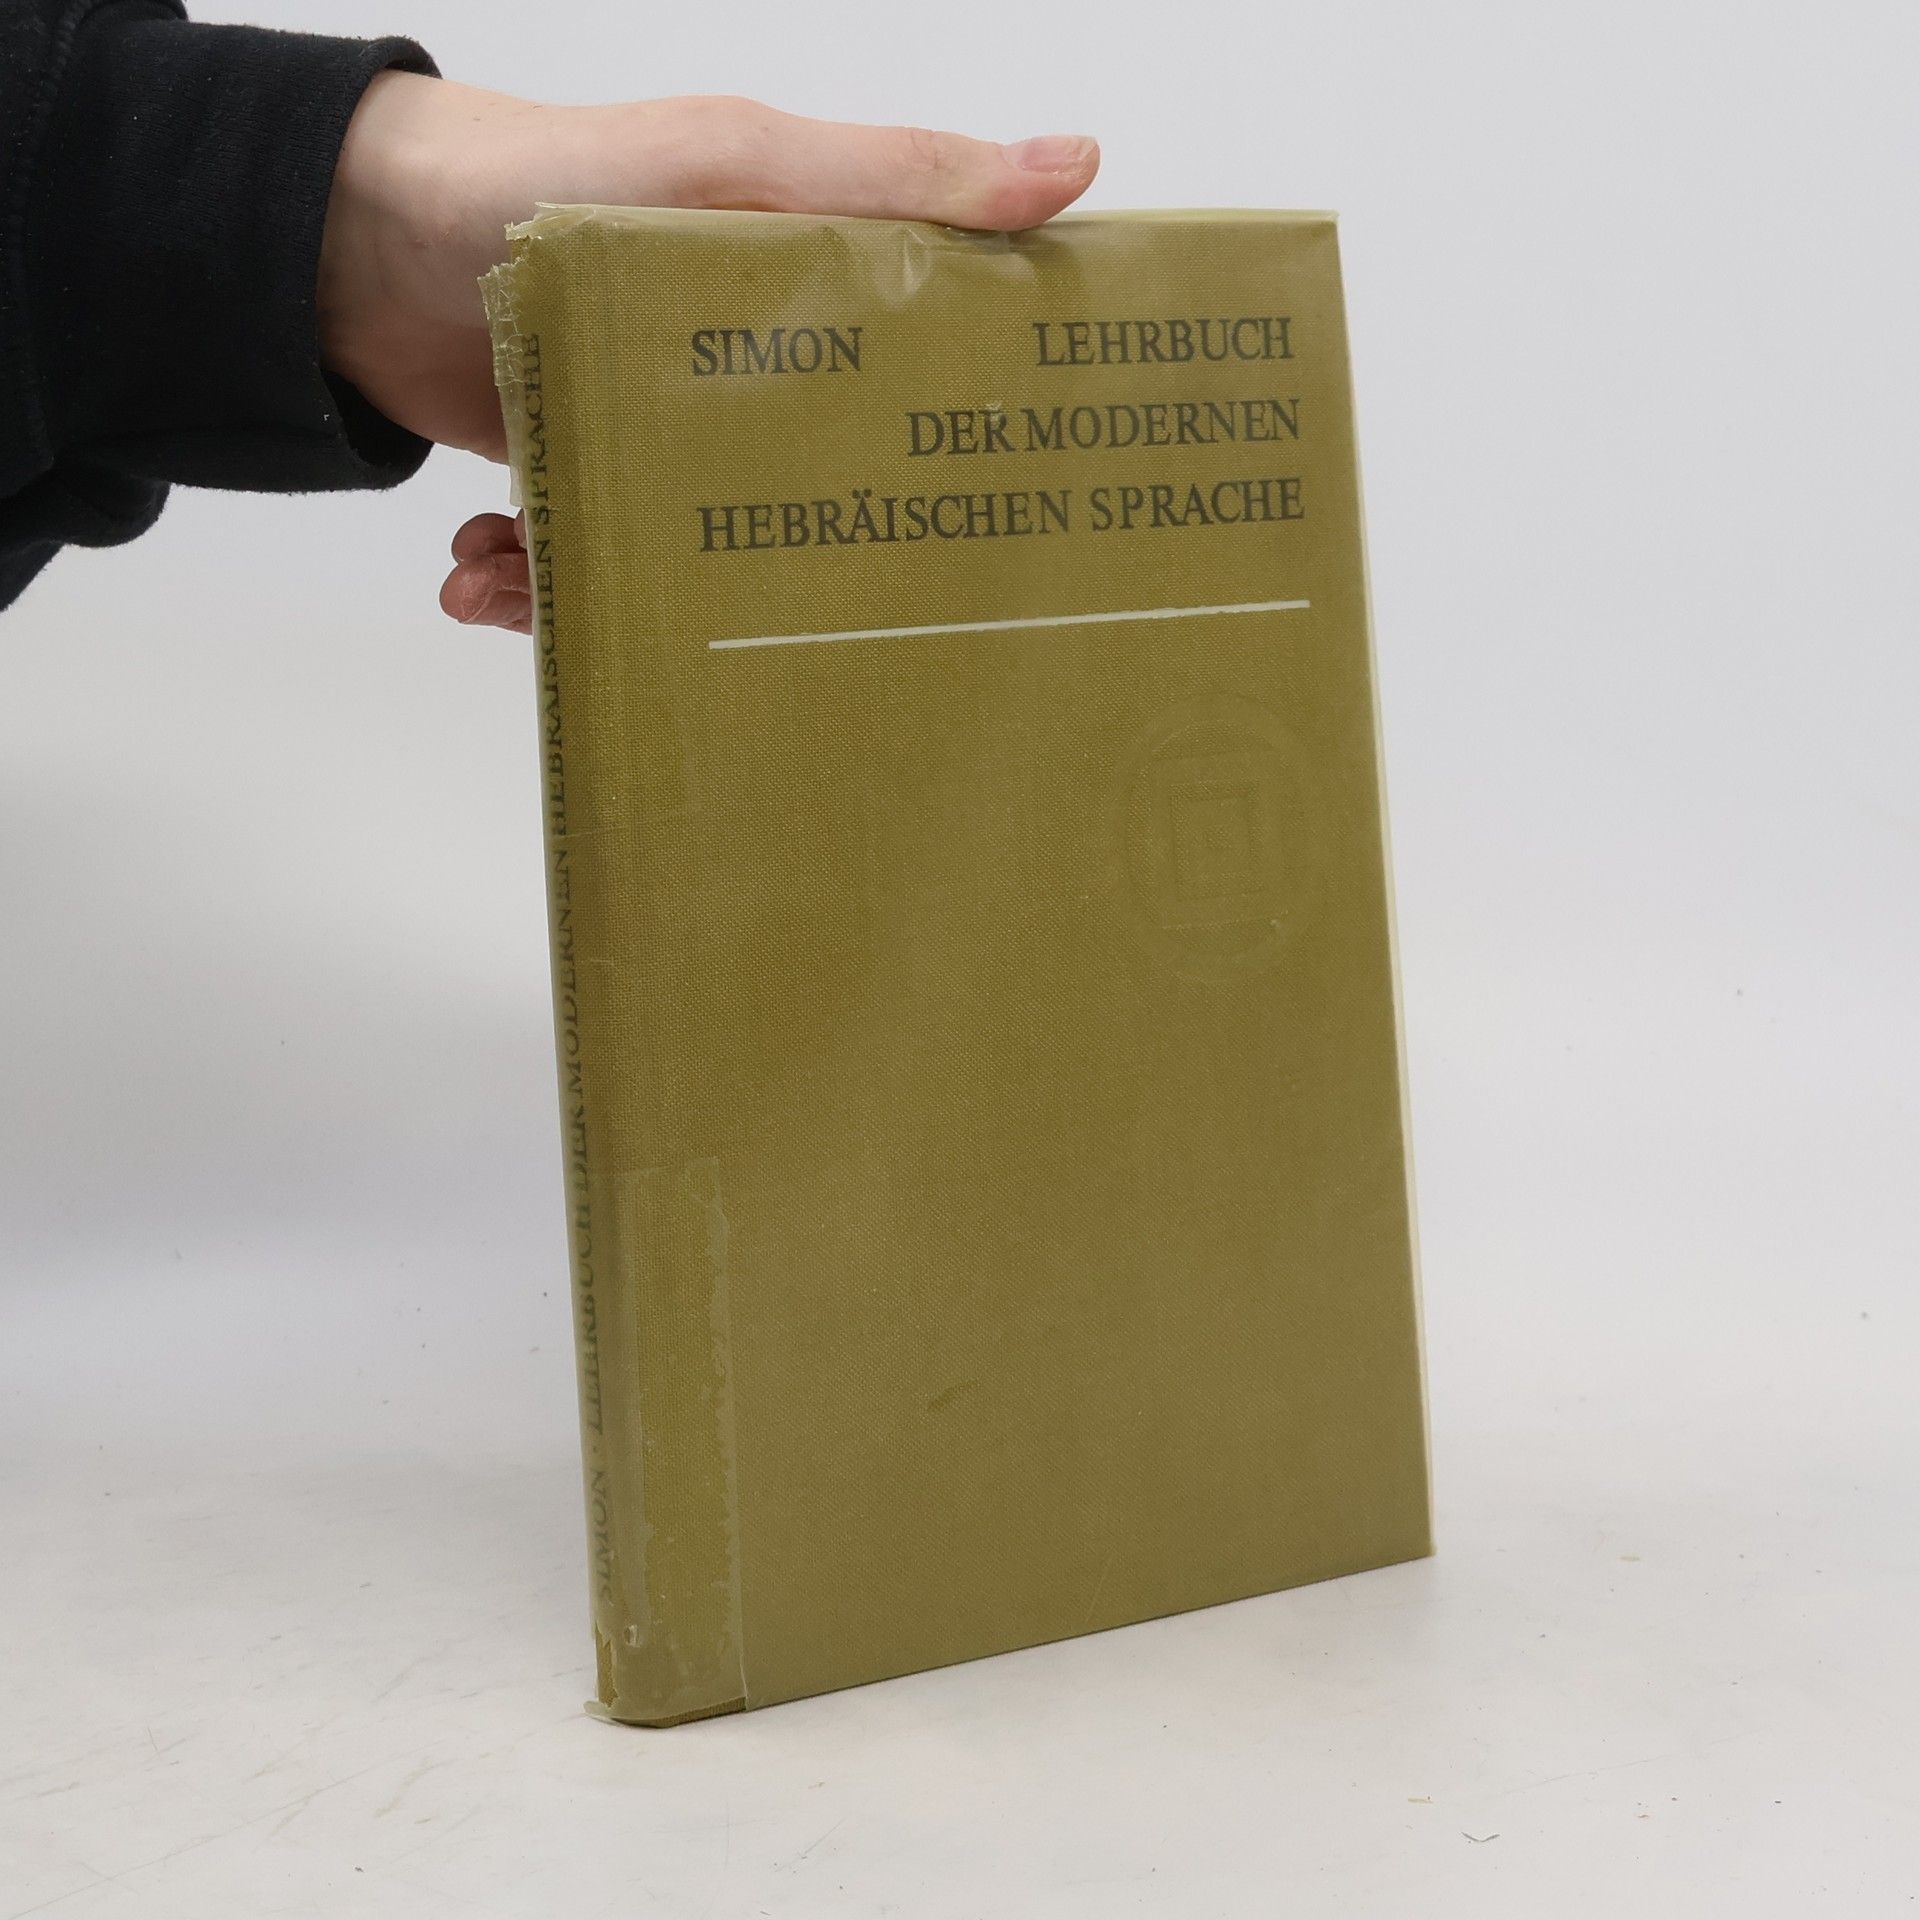 SIMON LEHRBUCH
DER MODERNEN
HEBRÄISCHEN SPRACHE
SIMON · LEHRBUCH DER MODERNEN HEBRÄISCHEN SPRACHE